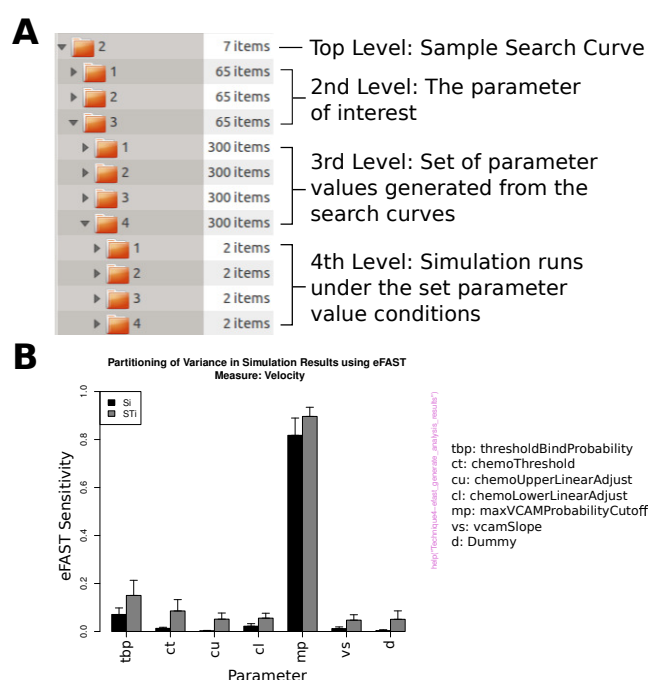 A
2 7 items
1 65 items
2 65 items
3 65 items
1 300 items
2 300 items
3 300 items
4 300 items
1 2 items
2 2 items
3 2 items
4 2 items
Top Level: Sample Search Curve
2nd Level: The parameter
of interest
3rd Level: Set of parameter
values generated from the
search curves
4th Level: Simulation runs
under the set parameter
value conditions
B
Partitioning of Variance in Simulation Results using eFAST
Measure: Velocity
Si
STi
eFAST Sensitivity
1.0
0.8
0.6
0.4
0.2
0.0
tbp
ct
cu
cl
mp
vs
d
Parameter
help('Technique4–efast_generate_analysis_results')
tbp: thresholdBindProbability
ct: chemoThreshold
cu: chemoUpperLinearAdjust
cl: chemoLowerLinearAdjust
mp: maxVCAMProbabilityCutoff
vs: vcamSlope
d: Dummy